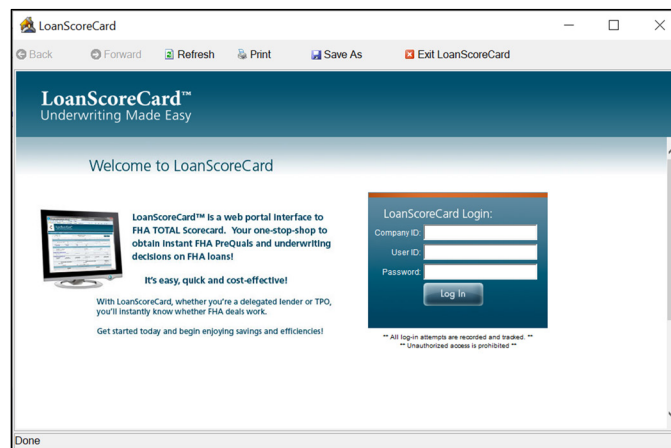 LoanScoreCard
Back Forward Refresh Print Save As Exit LoanScoreCard
LoanScoreCard™
Underwriting Made Easy
Welcome to LoanScoreCard
LoanScoreCard™ is a web portal interface to
FHA TOTAL Scorecard. Your one-stop-shop to
obtain instant FHA PreQuals and underwriting
decisions on FHA loans!
It's easy, quick and cost-effective!
With LoanScoreCard, whether you're a delegated lender or TPO,
you'll instantly know whether FHA deals work.
Get started today and begin enjoying savings and efficiencies!
LoanScoreCard Login:
Company ID:
User ID:
Password:
Log In
** All log-in attempts are recorded and tracked. **
** Unauthorized access is prohibited **
Done